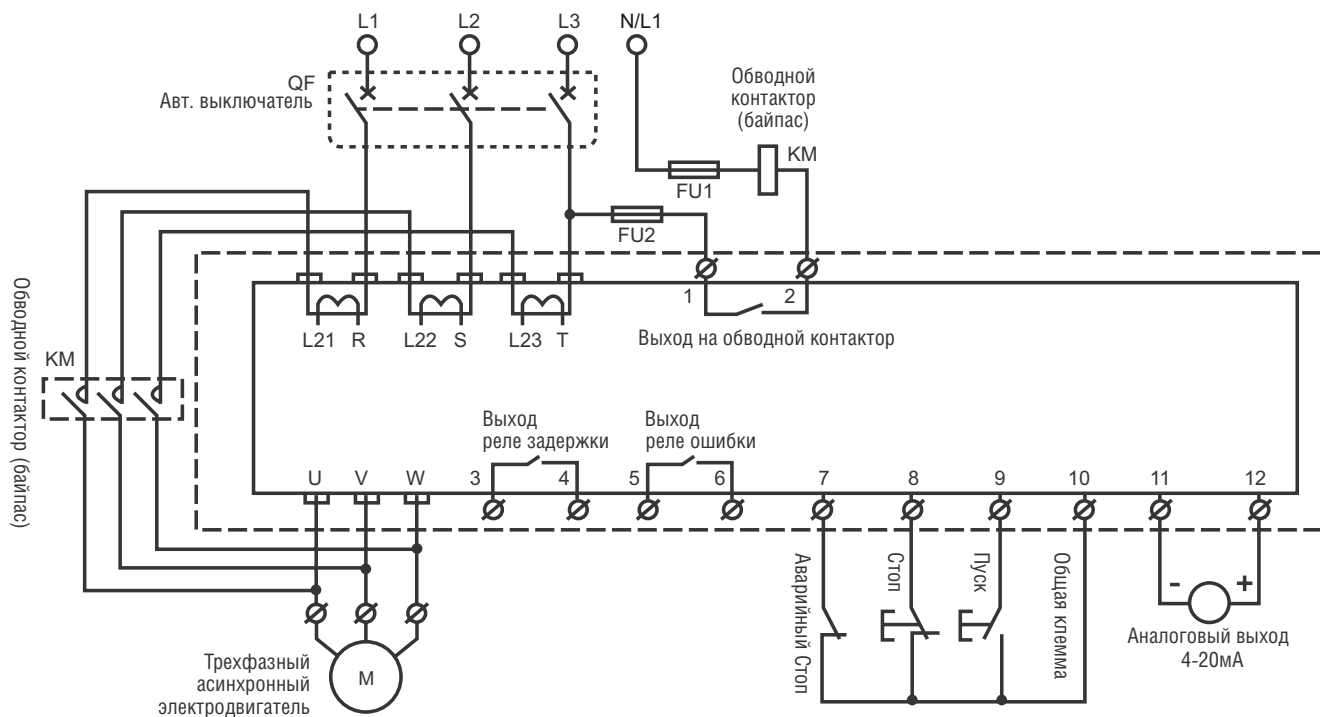 L1 L2 L3 N/L1
QF
Авт. выключатель
Обводной
контактор
(байпас)
KM
FU1
FU2
1 2
L21 R L22 S L23 T
Выход на обводной контактор
Обводной контактор (байпас)
KM
Выход
реле задержки
Выход
реле ошибки
U V W 3 4 5 6 7 8 9 10 11 12
Аварийный Стоп
Стоп
Пуск
Общая клемма
- +
Аналоговый выход
4-20мА
Трехфазный
асинхронный
электродвигатель
M